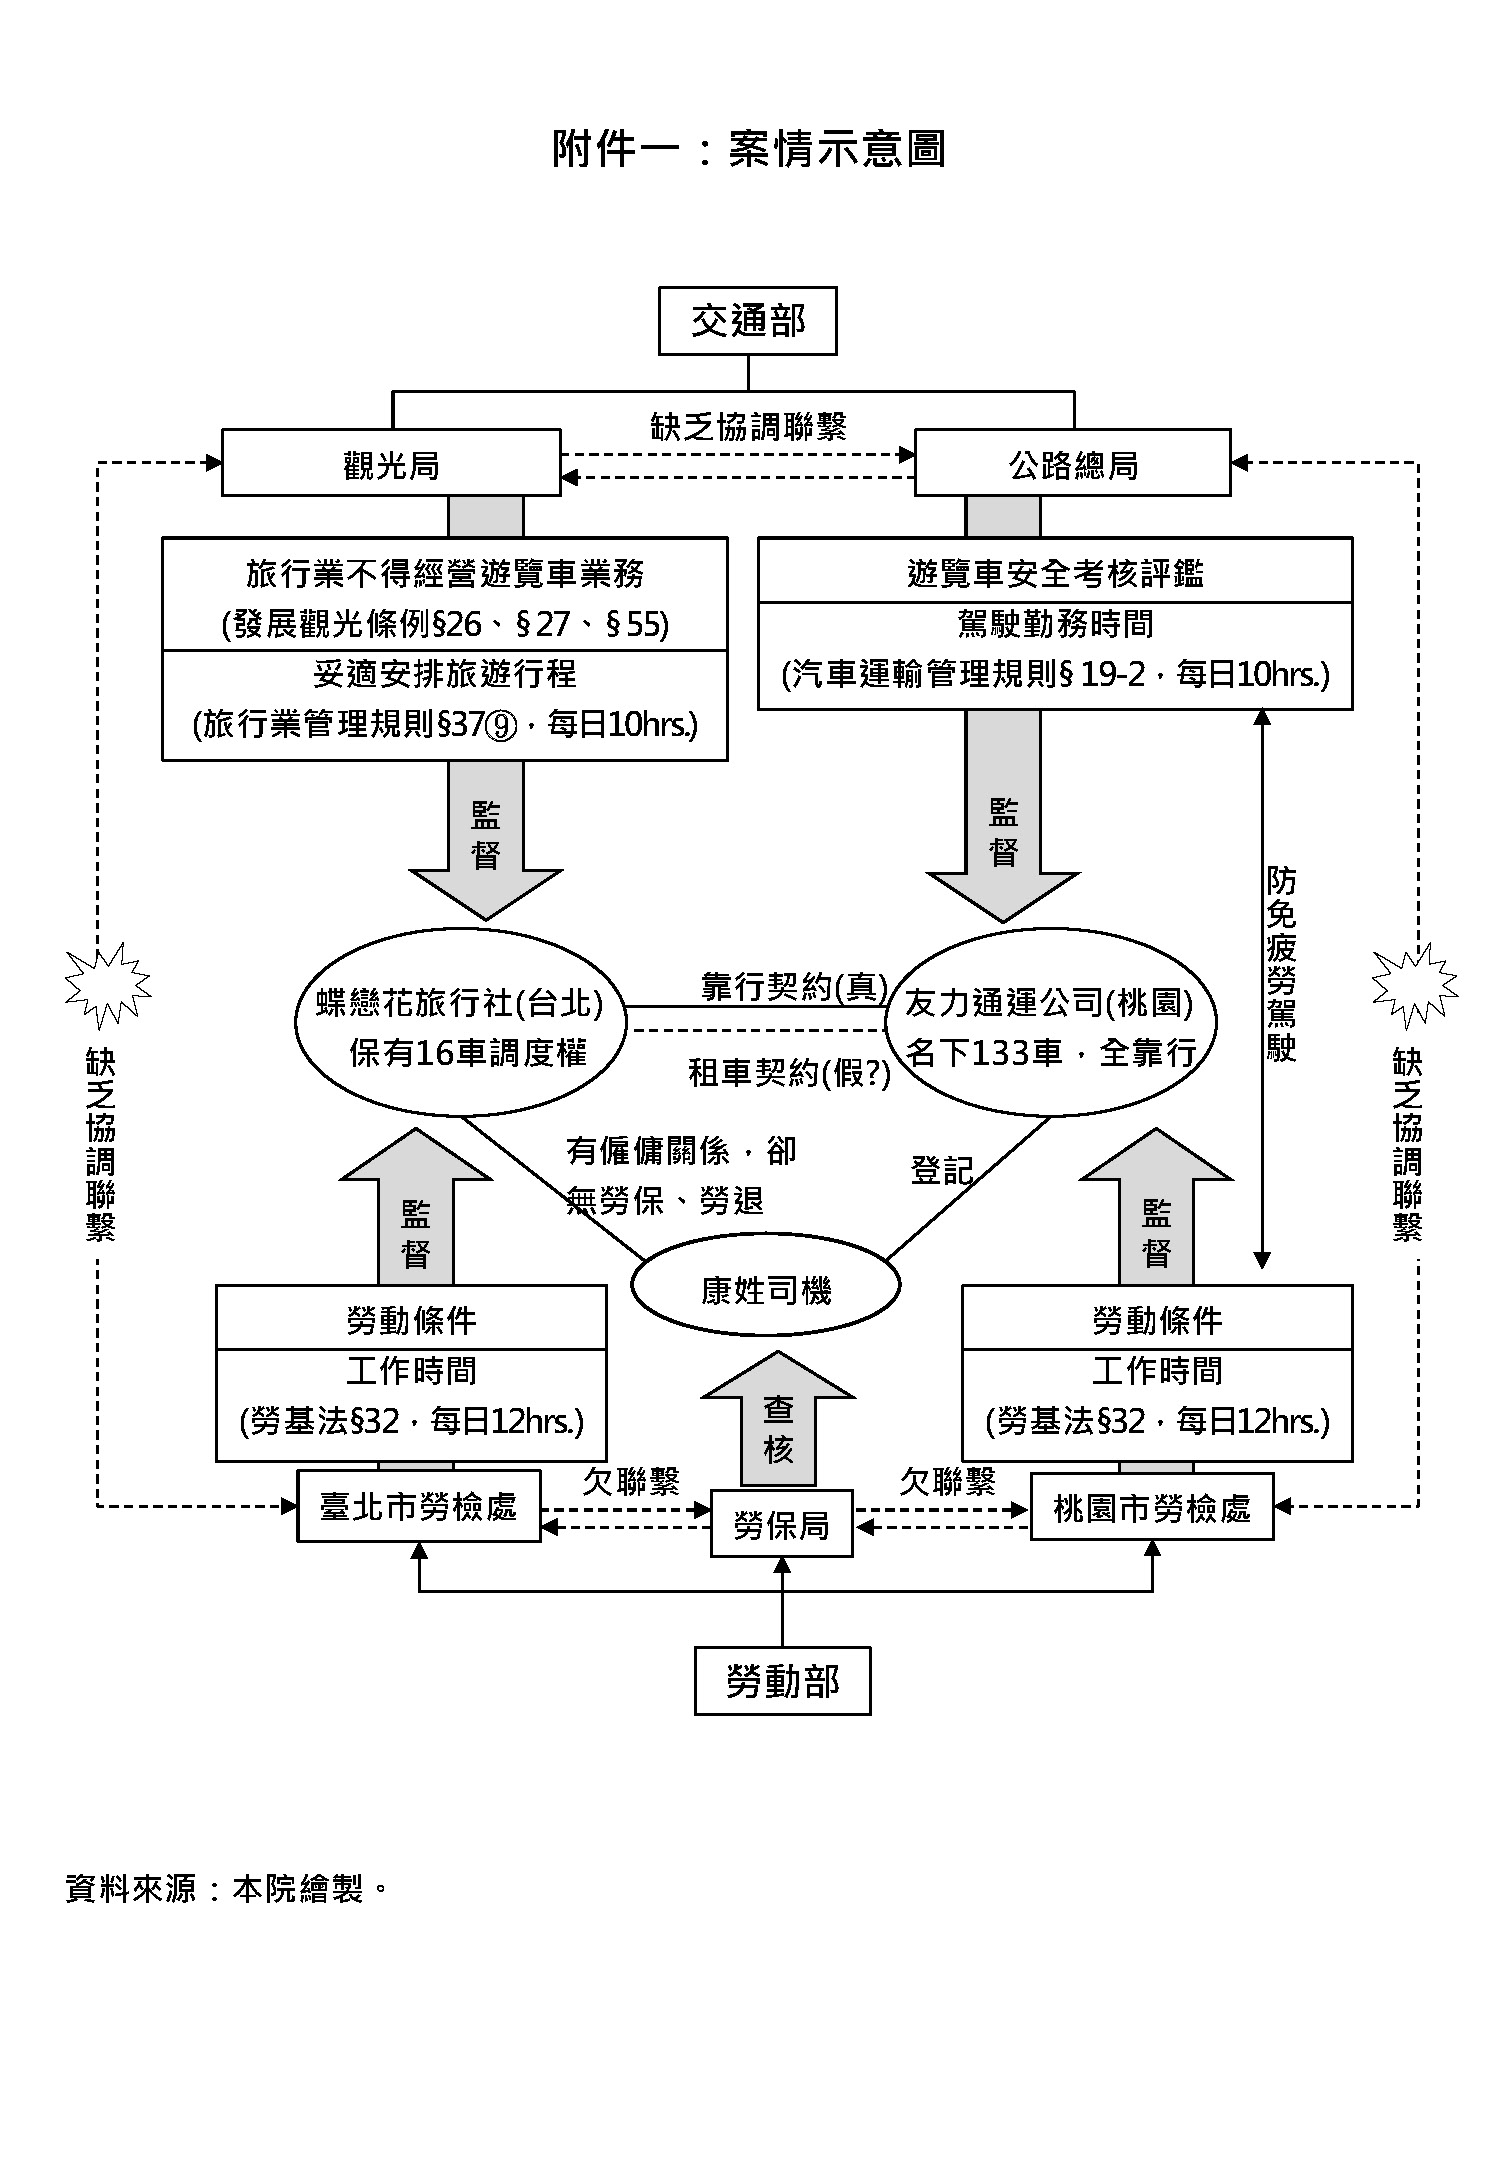 附件一：案情示意圖
交通部
缺乏協調聯繫
觀光局
公路總局
旅行業不得經營遊覽車業務
(發展觀光條例§26、§27、§55)
妥適安排旅遊行程
(旅行業管理規則§37⑨，每日10hrs.)
遊覽車安全考核評鑑
駕駛勤務時間
(汽車運輸管理規則§19-2，每日10hrs.)
監督
監督
防免疲勞駕駛
缺乏協調聯繫
缺乏協調聯繫
蝶戀花旅行社(台北)
保有16車調度權
靠行契約(真)
租車契約(假?)
友力通運公司(桃園)
名下133車，全靠行
有僱傭關係，卻
無勞保、勞退
登記
康姓司機
監督
監督
勞動條件
工作時間
(勞基法§32，每日12hrs.)
查核
勞動條件
工作時間
(勞基法§32，每日12hrs.)
臺北市勞檢處
欠聯繫
勞保局
欠聯繫
桃園市勞檢處
勞動部
資料來源：本院繪製。